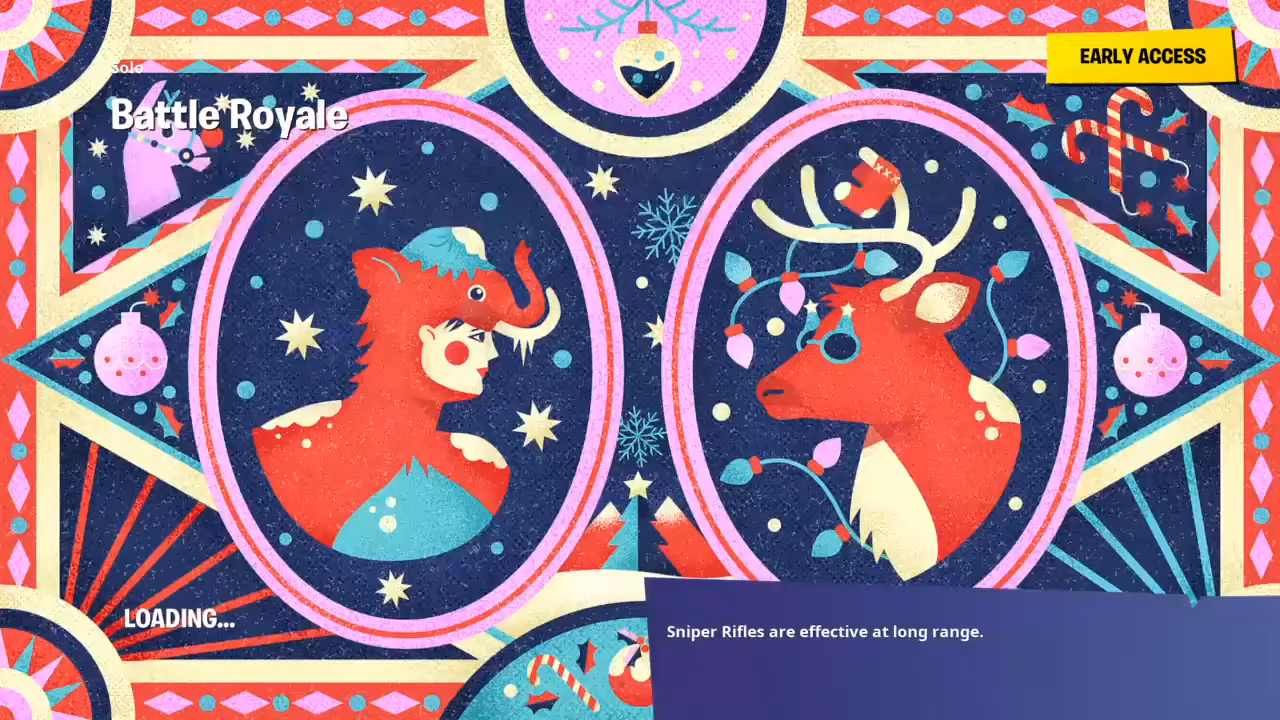 Solo
Battle Royale
EARLY ACCESS
LOADING...
Sniper Rifles are effective at long range.